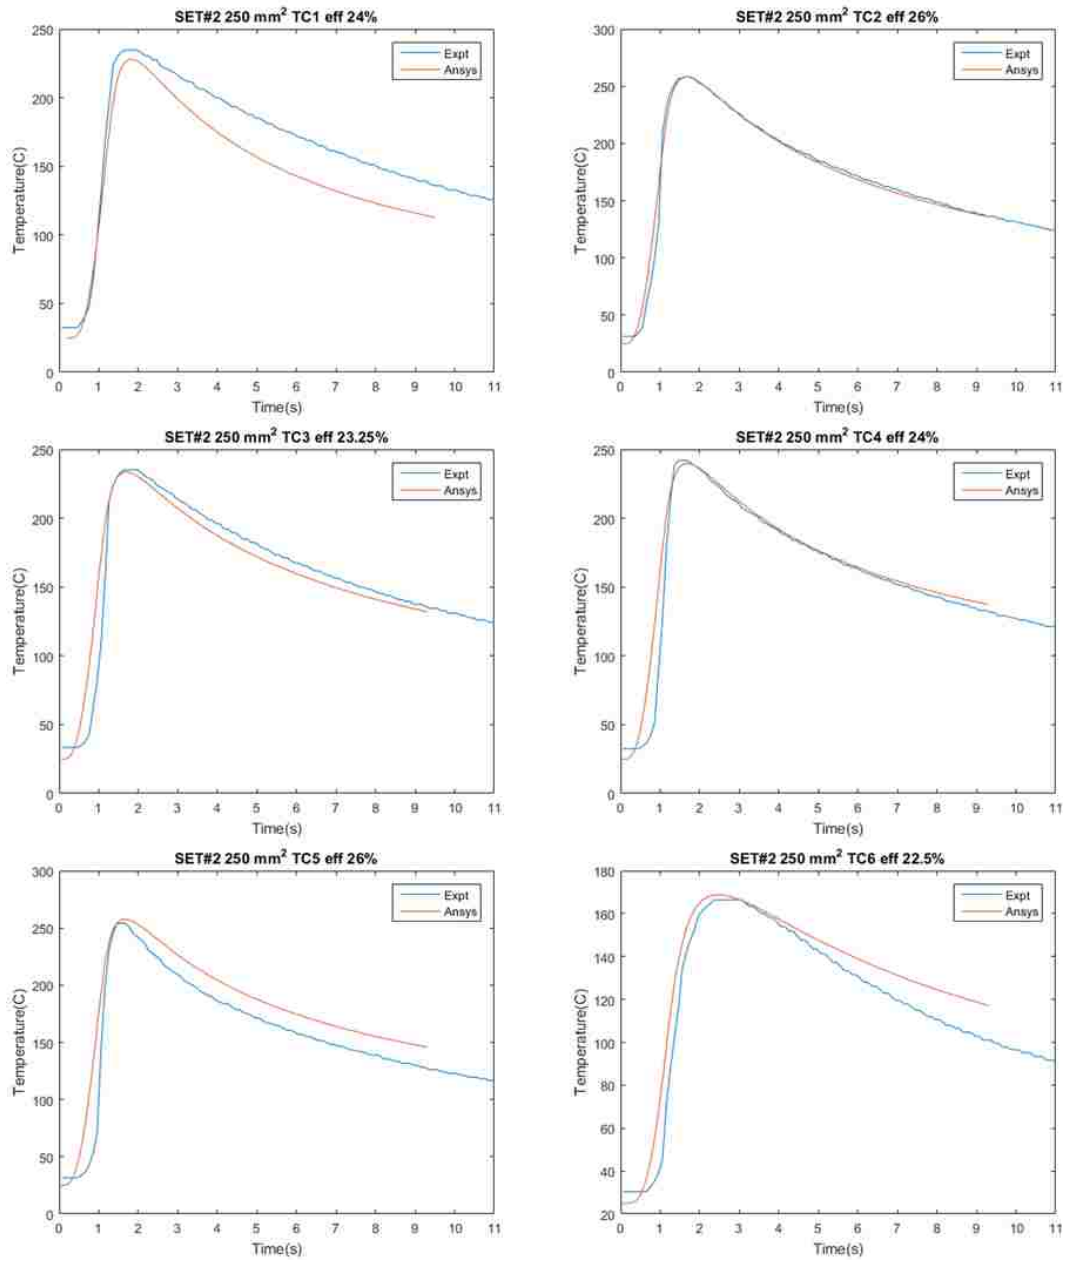 SET#2 250 mm² TC1 eff 24%
250
200
150
100
50
0
Temperature(C)
Expt
Ansys
0 1 2 3 4 5 6 7 8 9 10 11
Time(s)
SET#2 250 mm² TC2 eff 26%
300
250
200
150
100
50
0
Temperature(C)
Expt
Ansys
0 1 2 3 4 5 6 7 8 9 10 11
Time(s)
SET#2 250 mm² TC3 eff 23.25%
250
200
150
100
50
0
Temperature(C)
Expt
Ansys
0 1 2 3 4 5 6 7 8 9 10 11
Time(s)
SET#2 250 mm² TC4 eff 24%
250
200
150
100
50
0
Temperature(C)
Expt
Ansys
0 1 2 3 4 5 6 7 8 9 10 11
Time(s)
SET#2 250 mm² TC5 eff 26%
300
250
200
150
100
50
0
Temperature(C)
Expt
Ansys
0 1 2 3 4 5 6 7 8 9 10 11
Time(s)
SET#2 250 mm² TC6 eff 22.5%
180
160
140
120
100
80
60
40
20
Temperature(C)
Expt
Ansys
0 1 2 3 4 5 6 7 8 9 10 11
Time(s)